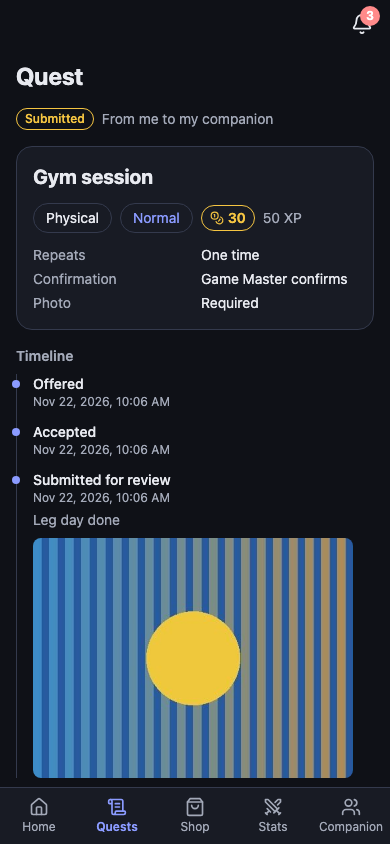 3
Quest
Submitted From me to my companion
Gym session
Physical Normal 30 50 XP
Repeats One time
Confirmation Game Master confirms
Photo Required
Timeline
Offered
Nov 22, 2026, 10:06 AM
Accepted
Nov 22, 2026, 10:06 AM
Submitted for review
Nov 22, 2026, 10:06 AM
Leg day done
Home Quests Shop Stats Companion